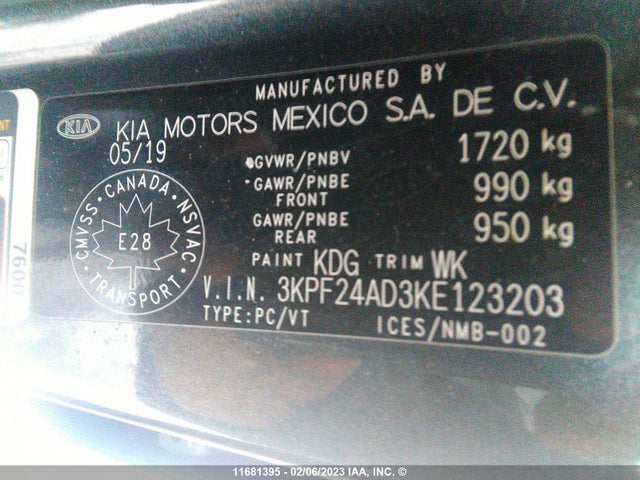 MANUFACTURED BY
KIA KIA MOTORS MEXICO S.A. DE C.V.
05/19
GVWR/PNBV 1720 kg
GAWR/PNBE FRONT 990 kg
GAWR/PNBE REAR 950 kg
PAINT KDG TRIM WK
V.I.N. 3KPF24AD3KE123203
TYPE:PC/VT ICES/NMB-002
CMVSS · CANADA · NSVAC · TRANSPORT ·
E28
7600
NT
11681395 - 02/06/2023 IAA, INC. ©